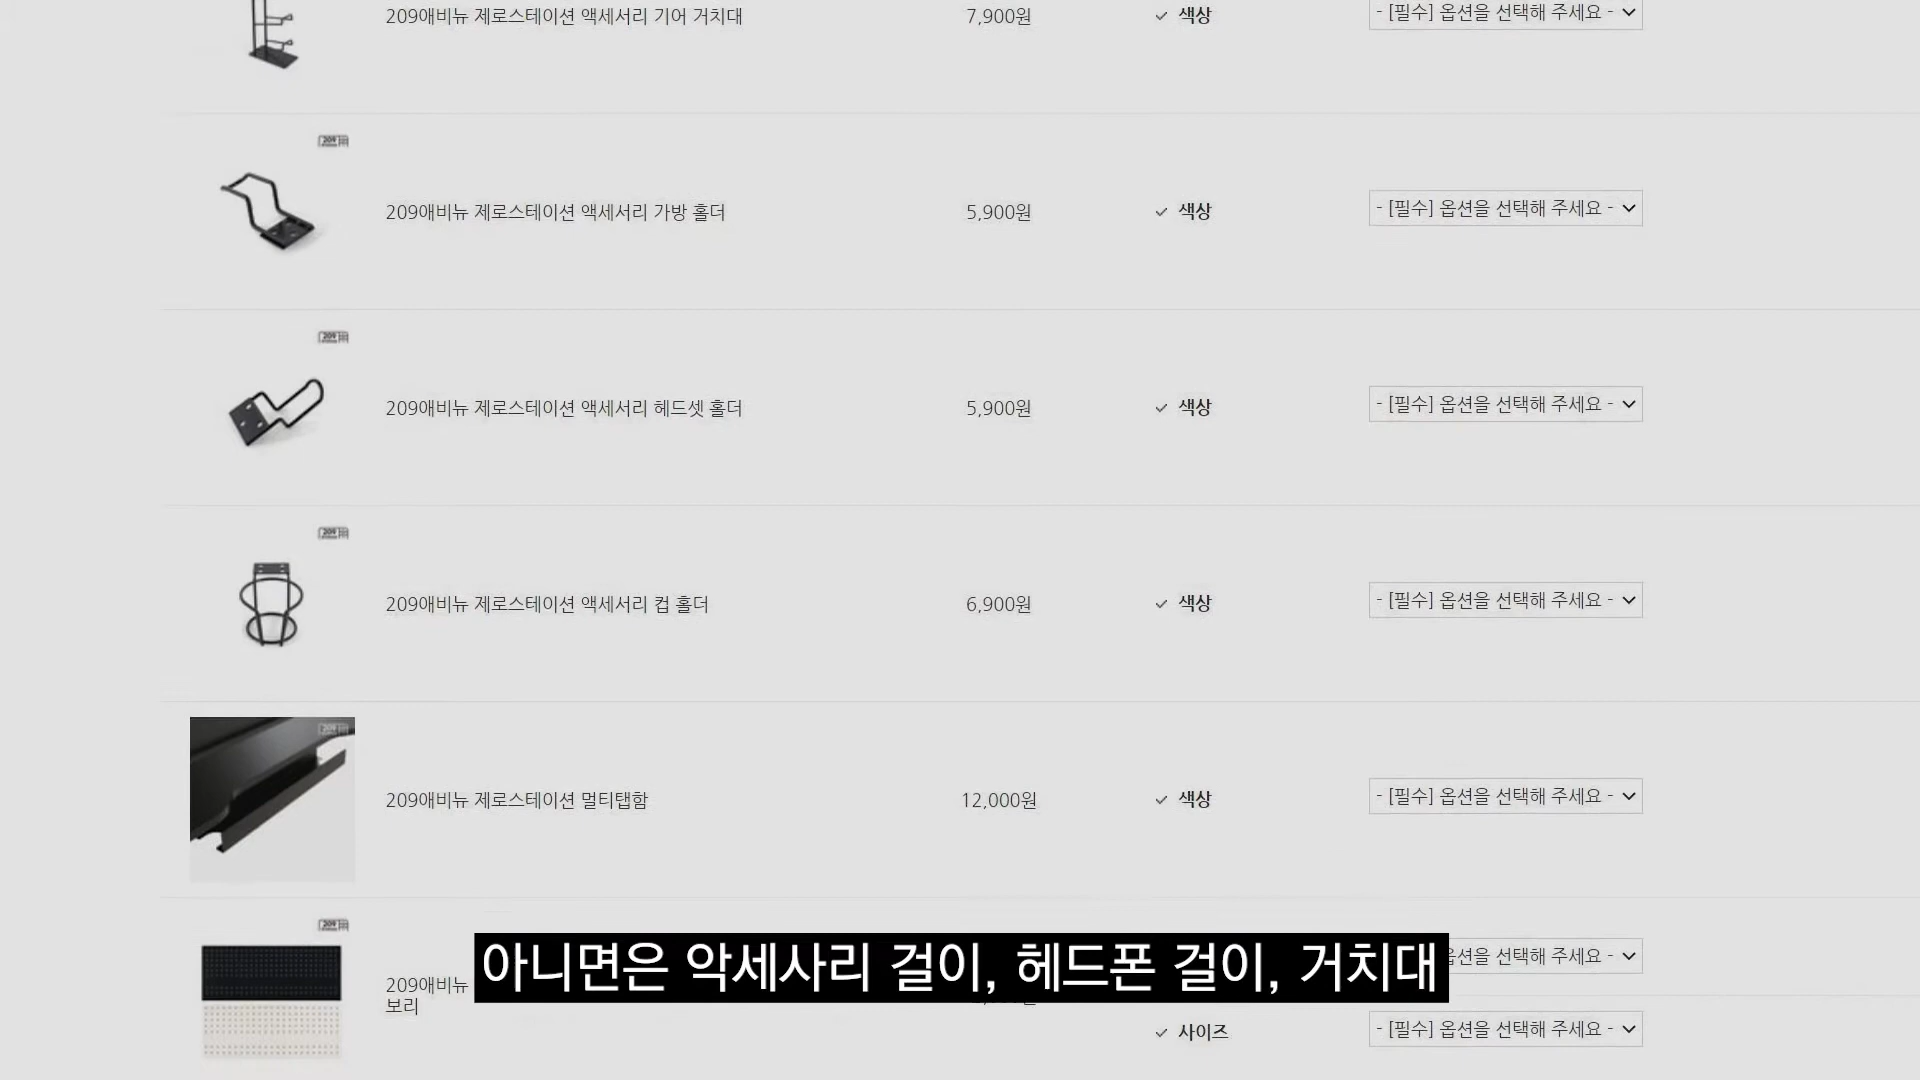 209애비뉴 제로스테이션 액세서리 기어 거치대 7,900원 색상 - [필수] 옵션을 선택해 주세요 -
209
209애비뉴 제로스테이션 액세서리 가방 홀더 5,900원 색상 - [필수] 옵션을 선택해 주세요 -
209
209애비뉴 제로스테이션 액세서리 헤드셋 홀더 5,900원 색상 - [필수] 옵션을 선택해 주세요 -
209
209애비뉴 제로스테이션 액세서리 컵 홀더 6,900원 색상 - [필수] 옵션을 선택해 주세요 -
209
209애비뉴 제로스테이션 멀티탭함 12,000원 색상 - [필수] 옵션을 선택해 주세요 -
209
옵션을 선택해 주세요 -
209애비뉴
보리
사이즈 - [필수] 옵션을 선택해 주세요 -
아니면은 악세사리 걸이, 헤드폰 걸이, 거치대